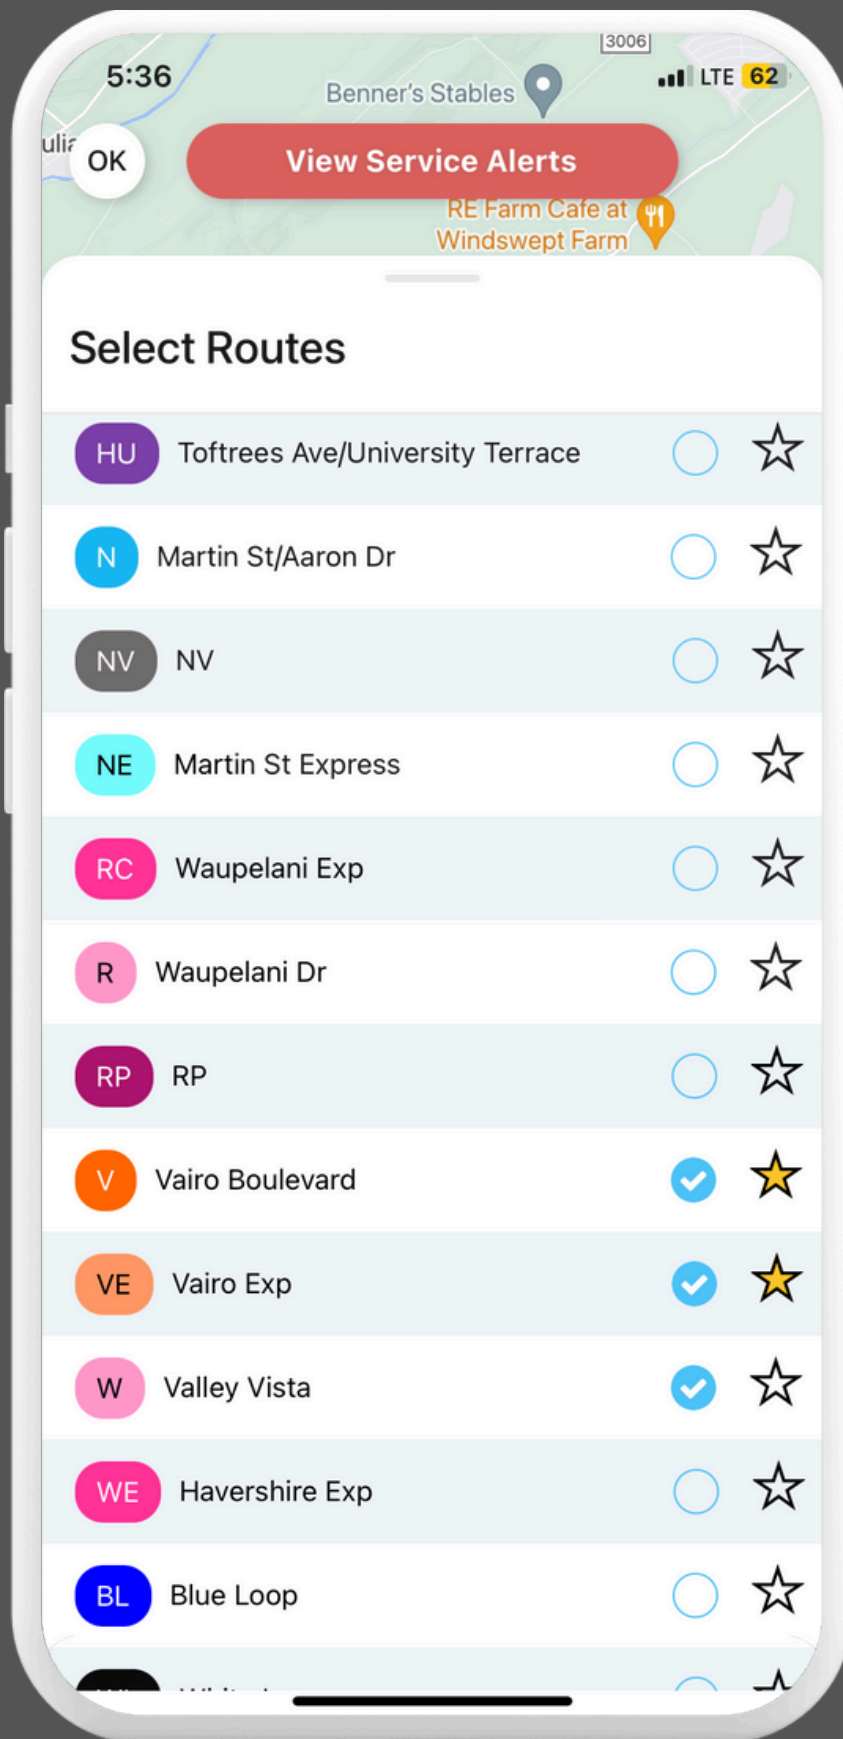 3006
5:36
Benner's Stables
LTE 62
OK
View Service Alerts
RE Farm Cafe at
Windswept Farm
Select Routes
HU Toftrees Ave/University Terrace
N Martin St/Aaron Dr
NV NV
NE Martin St Express
RC Waupelani Exp
R Waupelani Dr
RP RP
V Vairo Boulevard
VE Vairo Exp
W Valley Vista
WE Havershire Exp
BL Blue Loop